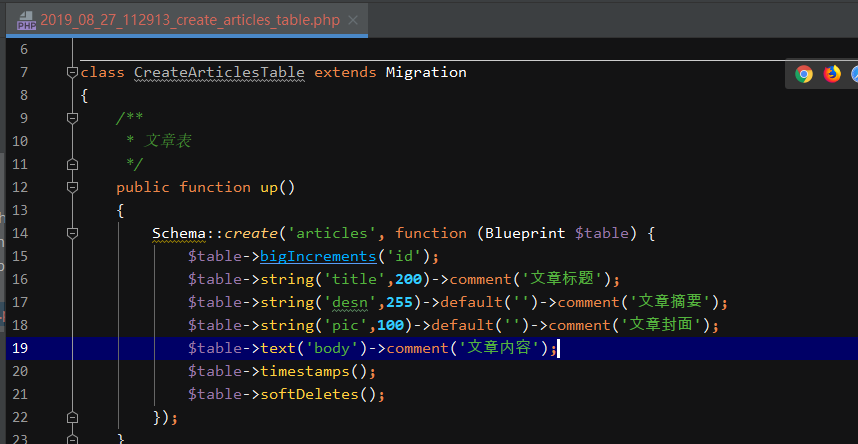 2019_08_27_112913_create_articles_table.php
6
7 class CreateArticlesTable extends Migration
8 {
9 /**
10 * 文章表
11 */
12 public function up()
13 {
14 Schema::create('articles', function (Blueprint $table) {
15 $table->bigIncrements('id');
16 $table->string('title',200)->comment('文章标题');
17 $table->string('desn',255)->default('')->comment('文章摘要');
18 $table->string('pic',100)->default('')->comment('文章封面');
19 $table->text('body')->comment('文章内容');
20 $table->timestamps();
21 $table->softDeletes();
22 });
23 }